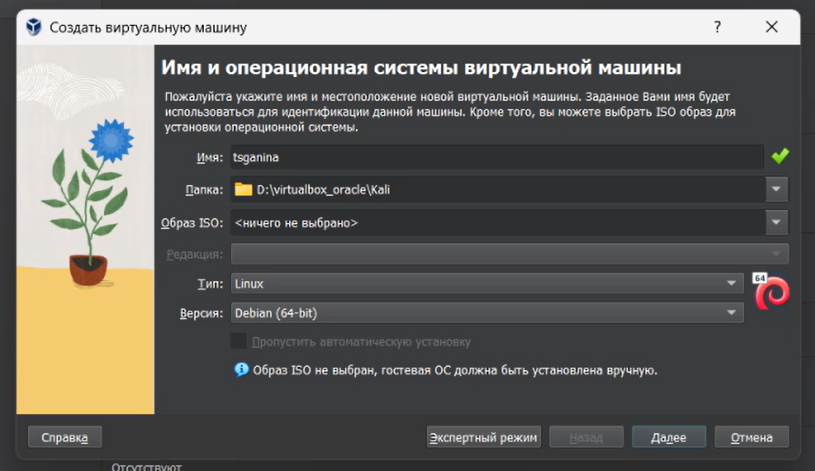 Создать виртуальную машину
?
Имя и операционная системы виртуальной машины
Пожалуйста укажите имя и местоположение новой виртуальной машины. Заданное Вами имя будет
использоваться для идентификации данной машины. Кроме того, вы можете выбрать ISO образ для
установки операционной системы.
Имя: tsganina
Папка: D:\virtualbox_oracle\Kali
Образ ISO: <ничего не выбрано>
Редакция:
Тип: Linux
64
Версия: Debian (64-bit)
Пропустить автоматическую установку
Образ ISO не выбран, гостевая ОС должна быть установлена вручную.
Справка Экспертный режим Назад Далее Отмена
Отсутствуют